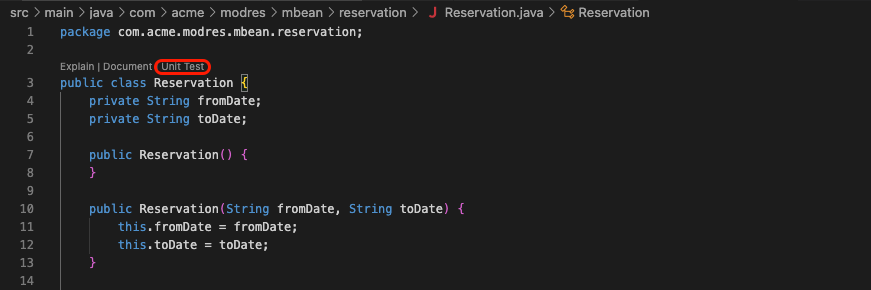 src > main > java > com > acme > modres > mbean > reservation > J Reservation.java > Reservation
1 package com.acme.modres.mbean.reservation;
2
Explain | Document Unit Test
3 public class Reservation {
4 private String fromDate;
5 private String toDate;
6
7 public Reservation() {
8 }
9
10 public Reservation(String fromDate, String toDate) {
11 this.fromDate = fromDate;
12 this.toDate = toDate;
13 }
14